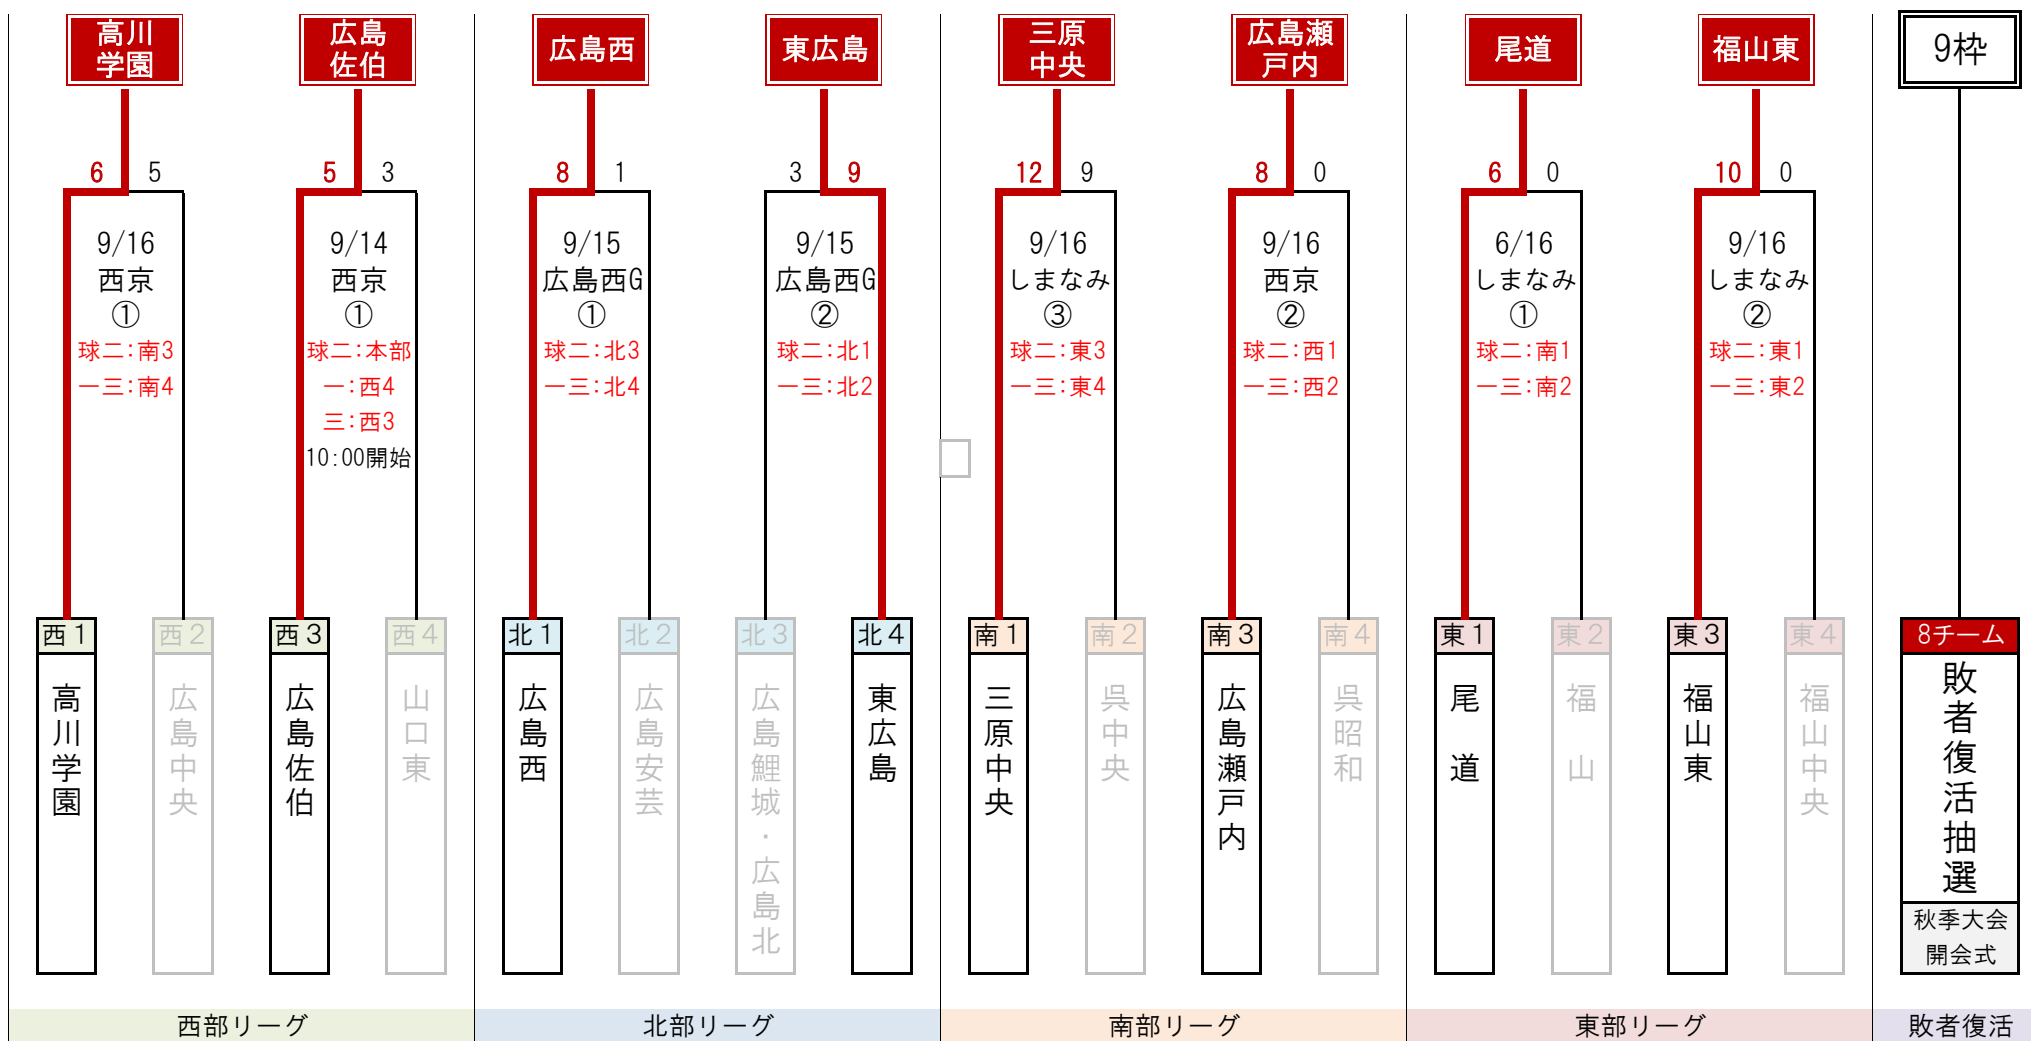 高川
学園
広島
佐伯
広島西
東広島
三原
中央
広島瀬
戸内
尾道
福山東
9枠
6 5
5 3
8 1
3 9
12 9
8 0
6 0
10 0
9/16
西京
①
球二:南3
一三:南4
9/14
西京
①
球二:本部
一:西4
三:西3
10:00開始
9/15
広島西G
①
球二:北3
一三:北4
9/15
広島西G
②
球二:北1
一三:北2
9/16
しまなみ
③
球二:東3
一三:東4
9/16
西京
②
球二:西1
一三:西2
6/16
しまなみ
①
球二:南1
一三:南2
9/16
しまなみ
②
球二:東1
一三:東2
西1
高川学園
西2
広島中央
西3
広島佐伯
西4
山口東
北1
広島西
北2
広島安芸
北3
広島鯉城・広島北
北4
東広島
南1
三原中央
南2
呉中央
南3
広島瀬戸内
南4
呉昭和
東1
尾道
東2
福山
東3
福山東
東4
福山中央
8チーム
敗者復活抽選
秋季大会
開会式
西部リーグ
北部リーグ
南部リーグ
東部リーグ
敗者復活